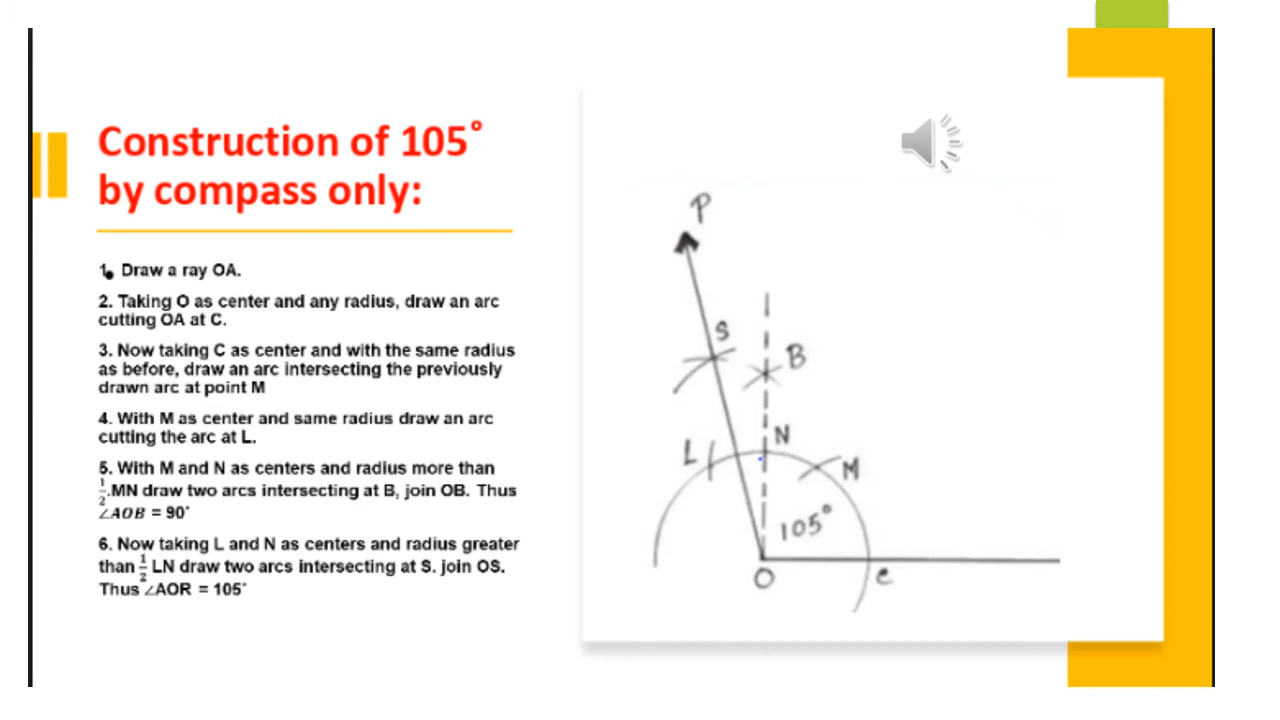 Construction of 105°
by compass only:
1. Draw a ray OA.
2. Taking O as center and any radius, draw an arc
cutting OA at C.
3. Now taking C as center and with the same radius
as before, draw an arc intersecting the previously
drawn arc at point M
4. With M as center and same radius draw an arc
cutting the arc at L.
5. With M and N as centers and radius more than
1/2.MN draw two arcs intersecting at B, join OB. Thus
∠AOB = 90°
6. Now taking L and N as centers and radius greater
than 1/2 LN draw two arcs intersecting at S. join OS.
Thus ∠AOR = 105°
P
S
B
N
L
M
105°
O
C